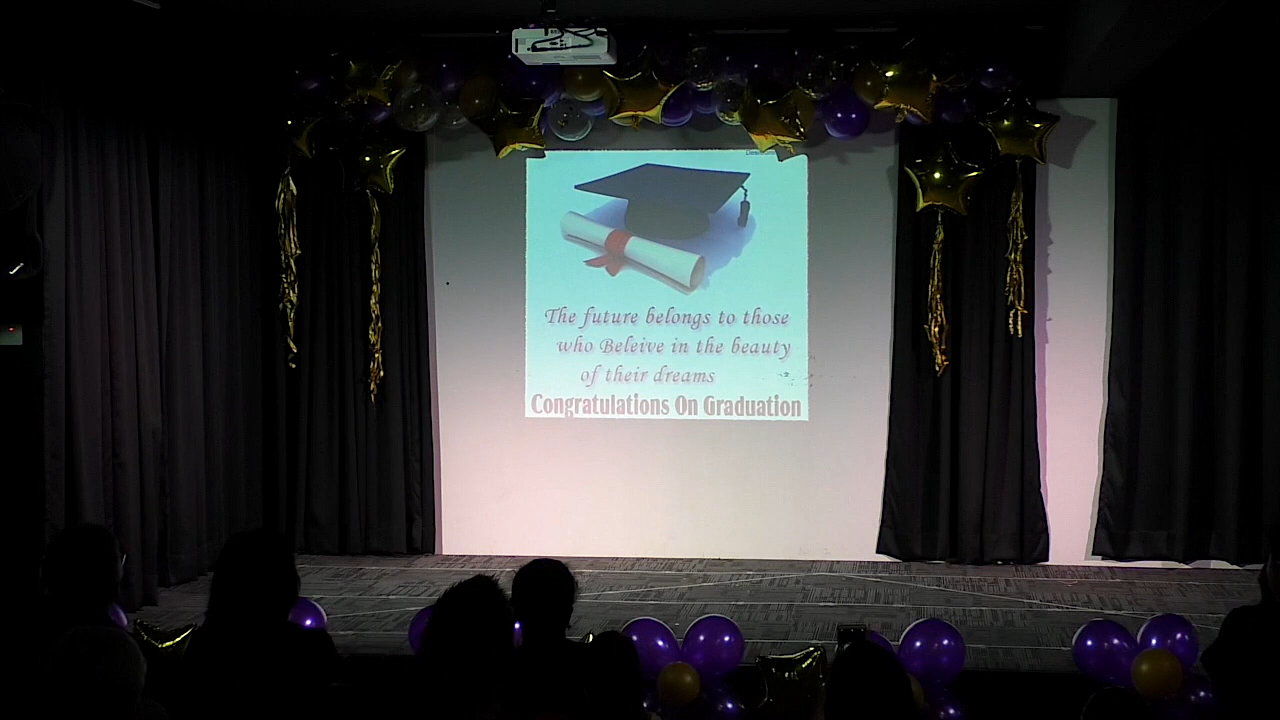 The future belongs to those
who Beleive in the beauty
of their dreams
Congratulations On Graduation